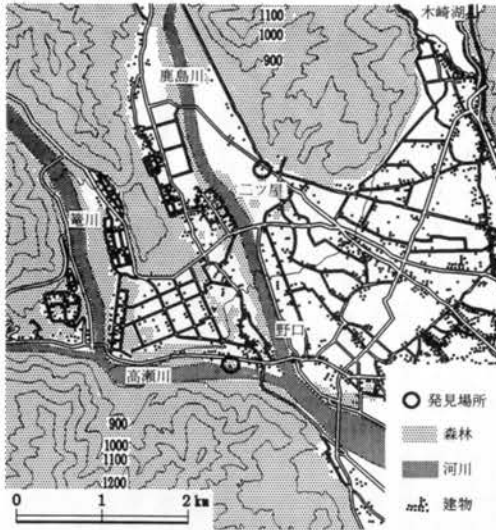 木崎湖
1100
1000
900
鹿島川
二ツ星
籠川
野口
高瀬川
発見場所
森林
河川
建物
900
1000
1100
1200
0 1 2 km